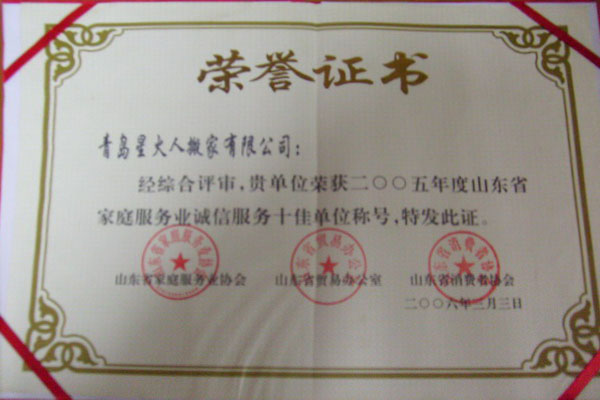 荣誉证书
青岛星火人搬家有限公司：
经综合评审，贵单位荣获二〇〇五年度山东省
家庭服务业诚信服务十佳单位称号，特发此证。
山东省家庭服务业协会 山东省贸易办公室 山东省消费者协会
二〇〇六年三月三日